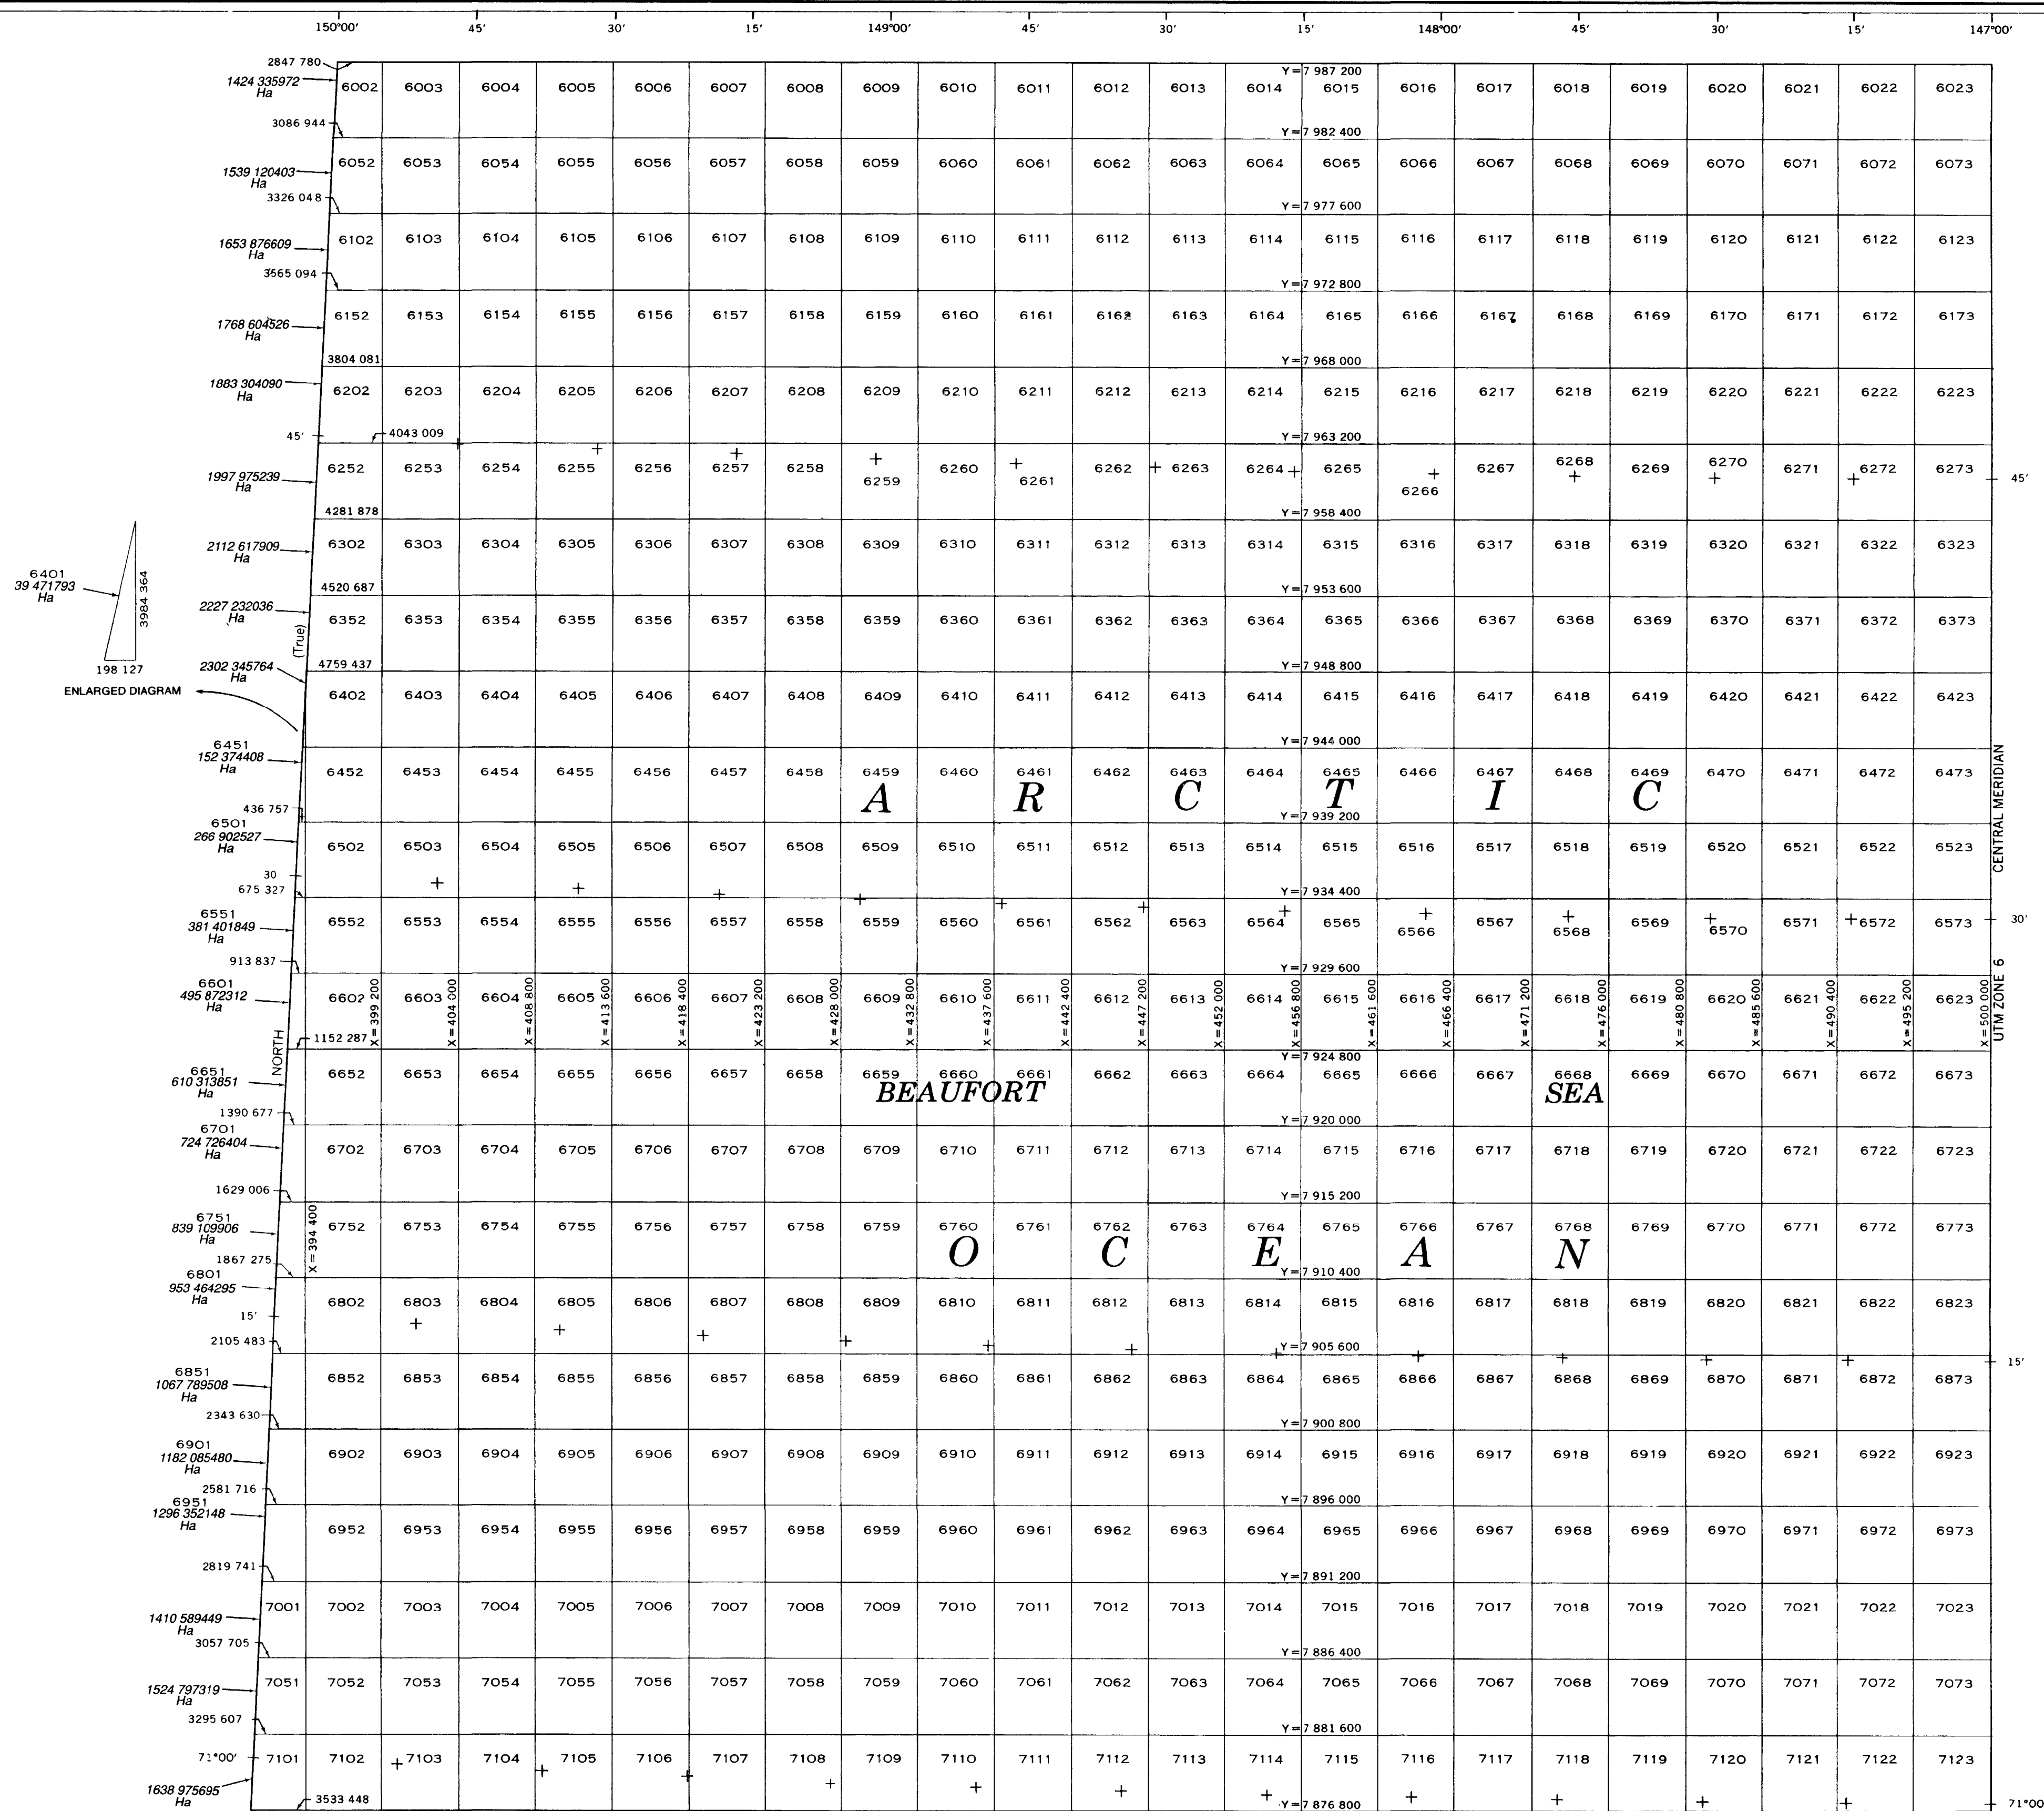 150°00′ 45′ 30′ 15′ 149°00′ 45′ 30′ 15′ 148°00′ 45′ 30′ 15′ 147°00′
2847 780
Y = 7 987 200
1424 335972
Ha
6002 6003 6004 6005 6006 6007 6008 6009 6010 6011 6012 6013 6014 6015 6016 6017 6018 6019 6020 6021 6022 6023
3086 944
Y = 7 982 400
6052 6053 6054 6055 6056 6057 6058 6059 6060 6061 6062 6063 6064 6065 6066 6067 6068 6069 6070 6071 6072 6073
1539 120403
Ha
3326 048
Y = 7 977 600
6102 6103 6104 6105 6106 6107 6108 6109 6110 6111 6112 6113 6114 6115 6116 6117 6118 6119 6120 6121 6122 6123
1653 876609
Ha
3565 094
Y = 7 972 800
6152 6153 6154 6155 6156 6157 6158 6159 6160 6161 6162 6163 6164 6165 6166 6167 6168 6169 6170 6171 6172 6173
1768 604526
Ha
3804 081
Y = 7 968 000
1883 304090
Ha
6202 6203 6204 6205 6206 6207 6208 6209 6210 6211 6212 6213 6214 6215 6216 6217 6218 6219 6220 6221 6222 6223
45′
4043 009
Y = 7 963 200
6252 6253 6254 6255 6256 6257 6258 6259 6260 6261 6262 6263 6264 6265 6266 6267 6268 6269 6270 6271 6272 6273
45′
1997 975239
Ha
4281 878
Y = 7 958 400
6302 6303 6304 6305 6306 6307 6308 6309 6310 6311 6312 6313 6314 6315 6316 6317 6318 6319 6320 6321 6322 6323
2112 617909
Ha
6401
39 471793
Ha
3984 364
198 127
ENLARGED DIAGRAM
4520 687
Y = 7 953 600
2227 232036
Ha
6352 6353 6354 6355 6356 6357 6358 6359 6360 6361 6362 6363 6364 6365 6366 6367 6368 6369 6370 6371 6372 6373
(True)
4759 437
Y = 7 948 800
2302 345764
Ha
6402 6403 6404 6405 6406 6407 6408 6409 6410 6411 6412 6413 6414 6415 6416 6417 6418 6419 6420 6421 6422 6423
Y = 7 944 000
6451
152 374408
Ha
6452 6453 6454 6455 6456 6457 6458 6459 6460 6461 6462 6463 6464 6465 6466 6467 6468 6469 6470 6471 6472 6473
A R C T I C
CENTRAL MERIDIAN
436 757
Y = 7 939 200
6501
266 902527
Ha
6502 6503 6504 6505 6506 6507 6508 6509 6510 6511 6512 6513 6514 6515 6516 6517 6518 6519 6520 6521 6522 6523
30
675 327
Y = 7 934 400
6551
381 401849
Ha
6552 6553 6554 6555 6556 6557 6558 6559 6560 6561 6562 6563 6564 6565 6566 6567 6568 6569 6570 6571 6572 6573
30′
913 837
Y = 7 929 600
6601
495 872312
Ha
6602 6603 6604 6605 6606 6607 6608 6609 6610 6611 6612 6613 6614 6615 6616 6617 6618 6619 6620 6621 6622 6623
X = 399 200 X = 404 000 X = 408 800 X = 413 600 X = 418 400 X = 423 200 X = 428 000 X = 432 800 X = 437 600 X = 442 400 X = 447 200 X = 452 000 X = 456 800 X = 461 600 X = 466 400 X = 471 200 X = 476 000 X = 480 800 X = 485 600 X = 490 400 X = 495 200 X = 500 000
UTM ZONE 6
1152 287
NORTH
Y = 7 924 800
6651
610 313851
Ha
6652 6653 6654 6655 6656 6657 6658 6659 6660 6661 6662 6663 6664 6665 6666 6667 6668 6669 6670 6671 6672 6673
BEAUFORT SEA
1390 677
Y = 7 920 000
6701
724 726404
Ha
6702 6703 6704 6705 6706 6707 6708 6709 6710 6711 6712 6713 6714 6715 6716 6717 6718 6719 6720 6721 6722 6723
1629 006
Y = 7 915 200
6751
839 109906
Ha
X = 394 400
6752 6753 6754 6755 6756 6757 6758 6759 6760 6761 6762 6763 6764 6765 6766 6767 6768 6769 6770 6771 6772 6773
O C E A N
1867 275
Y = 7 910 400
6801
953 464295
Ha
6802 6803 6804 6805 6806 6807 6808 6809 6810 6811 6812 6813 6814 6815 6816 6817 6818 6819 6820 6821 6822 6823
15′
2105 483
Y = 7 905 600
15′
6851
1067 789508
Ha
6852 6853 6854 6855 6856 6857 6858 6859 6860 6861 6862 6863 6864 6865 6866 6867 6868 6869 6870 6871 6872 6873
2343 630
Y = 7 900 800
6901
1182 085480
Ha
6902 6903 6904 6905 6906 6907 6908 6909 6910 6911 6912 6913 6914 6915 6916 6917 6918 6919 6920 6921 6922 6923
2581 716
Y = 7 896 000
6951
1296 352148
Ha
6952 6953 6954 6955 6956 6957 6958 6959 6960 6961 6962 6963 6964 6965 6966 6967 6968 6969 6970 6971 6972 6973
2819 741
Y = 7 891 200
7001 7002 7003 7004 7005 7006 7007 7008 7009 7010 7011 7012 7013 7014 7015 7016 7017 7018 7019 7020 7021 7022 7023
1410 589449
Ha
3057 705
Y = 7 886 400
7051 7052 7053 7054 7055 7056 7057 7058 7059 7060 7061 7062 7063 7064 7065 7066 7067 7068 7069 7070 7071 7072 7073
1524 797319
Ha
3295 607
Y = 7 881 600
71°00′
7101 7102 7103 7104 7105 7106 7107 7108 7109 7110 7111 7112 7113 7114 7115 7116 7117 7118 7119 7120 7121 7122 7123
1638 975695
Ha
3533 448
Y = 7 876 800
71°00